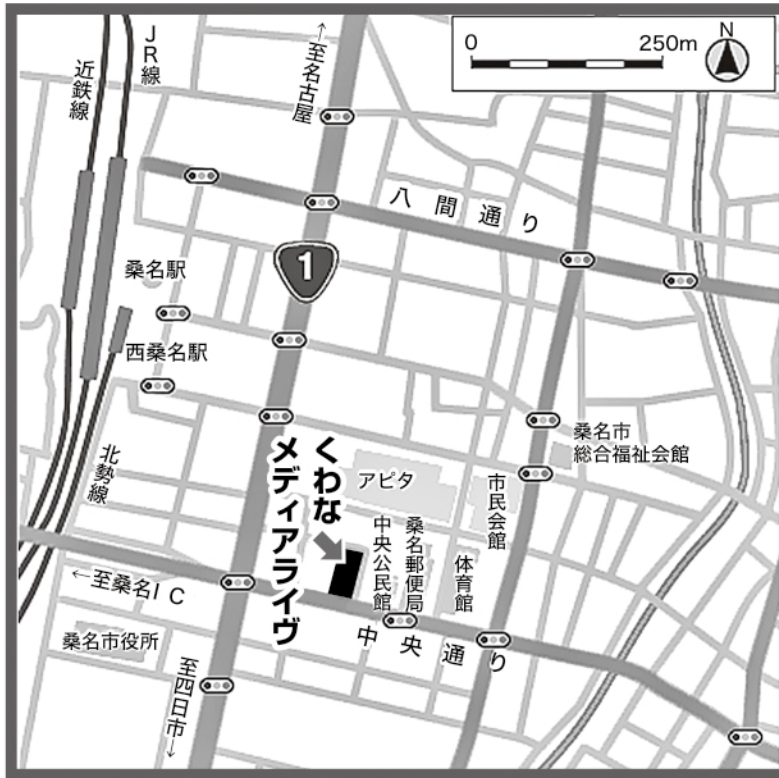 0 250m
N
JR線
近鉄線
←至名古屋
八間通り
1
桑名駅
西桑名駅
北勢線
くわな
メディアライヴ
アピタ
桑名市
総合福祉会館
市民会館
中央公民館
桑名郵便局
体育館
←至桑名IC
中央通り
桑名市役所
至四日市→